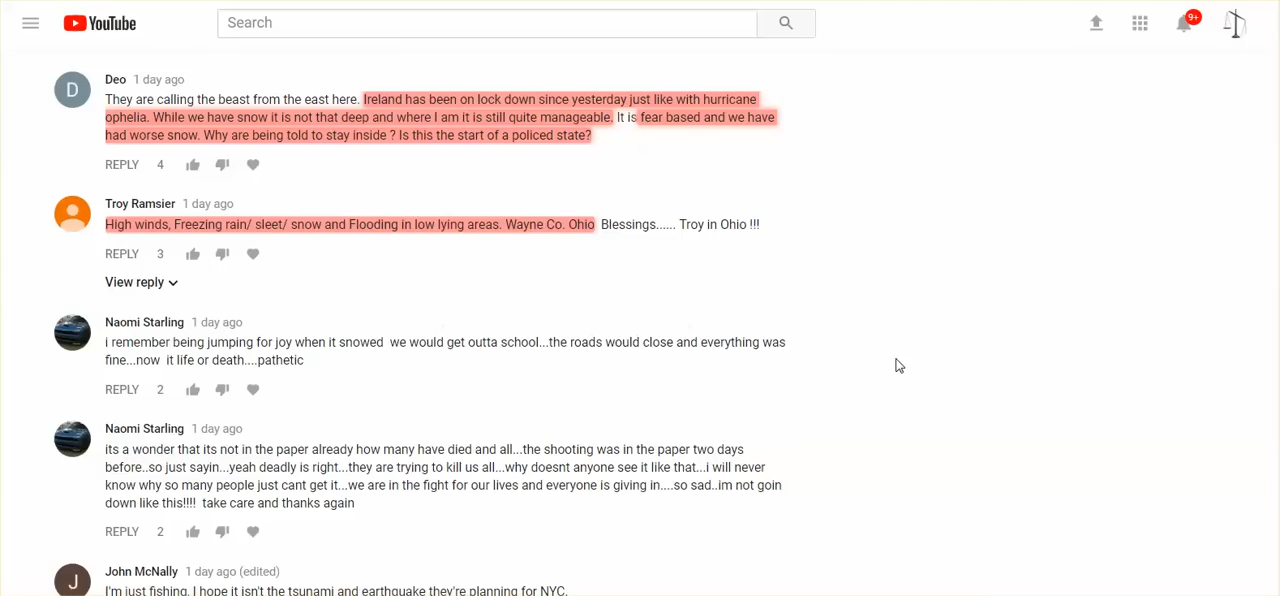 YouTube
Search
9+
D
Deo 1 day ago
They are calling the beast from the east here. Ireland has been on lock down since yesterday just like with hurricane
ophelia. While we have snow it is not that deep and where I am it is still quite manageable. It is fear based and we have
had worse snow. Why are being told to stay inside ? Is this the start of a policed state?
REPLY 4
Troy Ramsier 1 day ago
High winds, Freezing rain/ sleet/ snow and Flooding in low lying areas. Wayne Co. Ohio Blessings...... Troy in Ohio !!!
REPLY 3
View reply
Naomi Starling 1 day ago
i remember being jumping for joy when it snowed we would get outta school...the roads would close and everything was
fine...now it life or death....pathetic
REPLY 2
Naomi Starling 1 day ago
its a wonder that its not in the paper already how many have died and all...the shooting was in the paper two days
before..so just sayin...yeah deadly is right...they are trying to kill us all...why doesnt anyone see it like that...i will never
know why so many people just cant get it...we are in the fight for our lives and everyone is giving in....so sad..im not goin
down like this!!!! take care and thanks again
REPLY 2
J
John McNally 1 day ago (edited)
I'm just fishing, I hope it isn't the tsunami and earthquake they're planning for NYC.